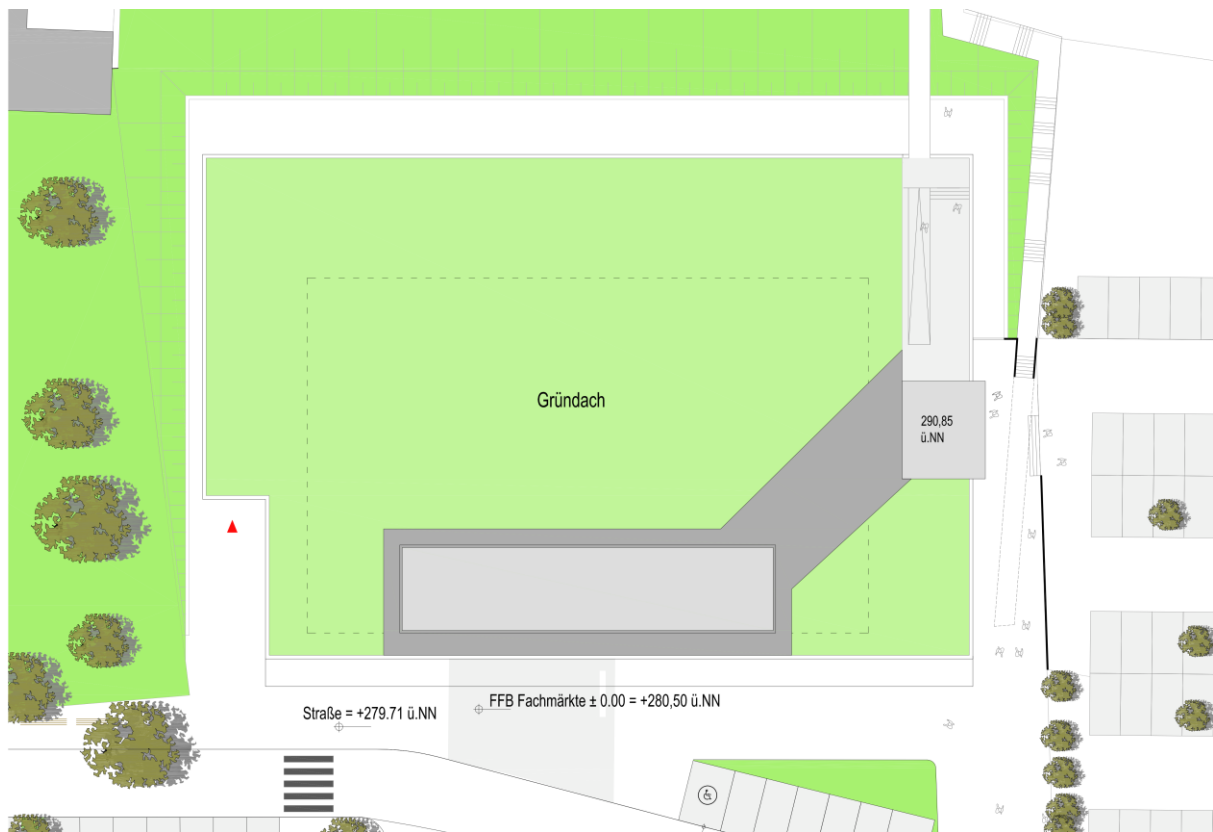 Gründach
290,85
ü.NN
FFB Fachmärkte ± 0.00 = +280,50 ü.NN
Straße = +279.71 ü.NN